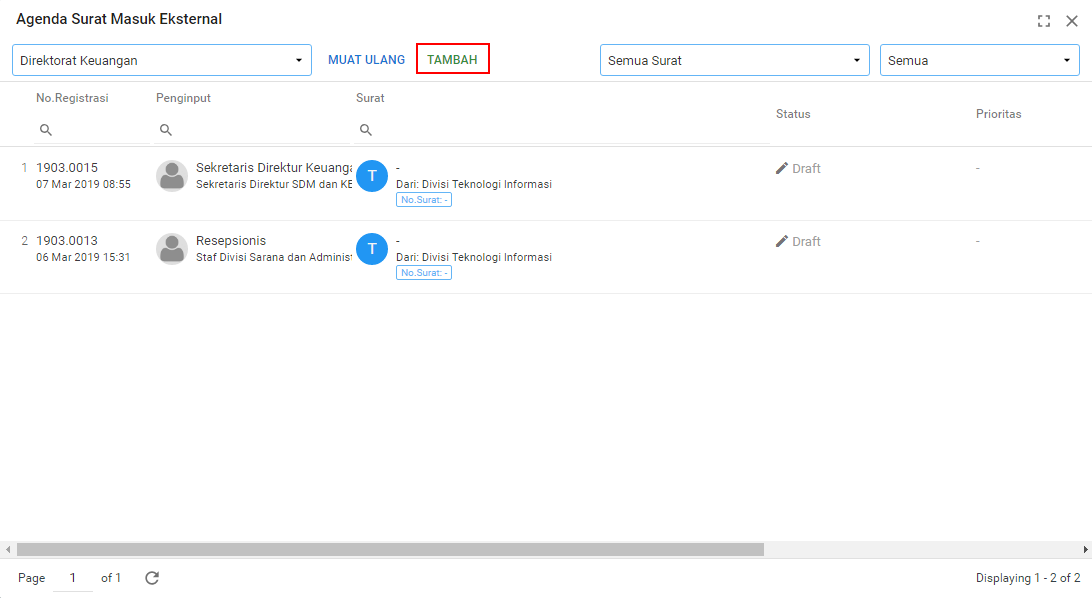 Agenda Surat Masuk Eksternal
Direktorat Keuangan MUAT ULANG TAMBAH Semua Surat Semua
No.Registrasi Penginput Surat Status Prioritas
1 1903.0015 Sekretaris Direktur Keuanga T - Draft -
07 Mar 2019 08:55 Sekretaris Direktur SDM dan KE Dari: Divisi Teknologi Informasi
No.Surat: -
2 1903.0013 Resepsionis T - Draft -
06 Mar 2019 15:31 Staf Divisi Sarana dan Adminis Dari: Divisi Teknologi Informasi
No.Surat: -
Page 1 of 1 Displaying 1 - 2 of 2